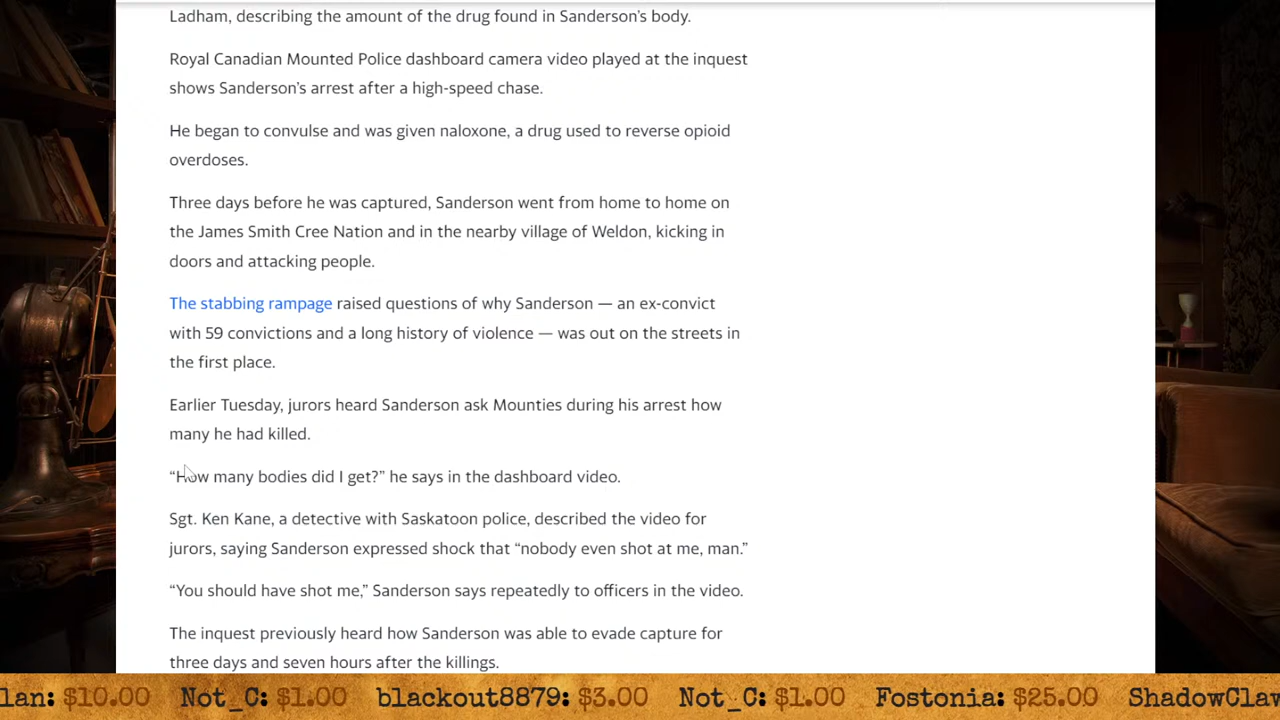 Ladham, describing the amount of the drug found in Sanderson’s body.
Royal Canadian Mounted Police dashboard camera video played at the inquest
shows Sanderson’s arrest after a high-speed chase.
He began to convulse and was given naloxone, a drug used to reverse opioid
overdoses.
Three days before he was captured, Sanderson went from home to home on
the James Smith Cree Nation and in the nearby village of Weldon, kicking in
doors and attacking people.
The stabbing rampage raised questions of why Sanderson — an ex-convict
with 59 convictions and a long history of violence — was out on the streets in
the first place.
Earlier Tuesday, jurors heard Sanderson ask Mounties during his arrest how
many he had killed.
“How many bodies did I get?” he says in the dashboard video.
Sgt. Ken Kane, a detective with Saskatoon police, described the video for
jurors, saying Sanderson expressed shock that “nobody even shot at me, man.”
“You should have shot me,” Sanderson says repeatedly to officers in the video.
The inquest previously heard how Sanderson was able to evade capture for
three days and seven hours after the killings.
lan: $10.00 Not_C: $1.00 blackout8879: $3.00 Not_C: $1.00 Fostonia: $25.00 ShadowClaw